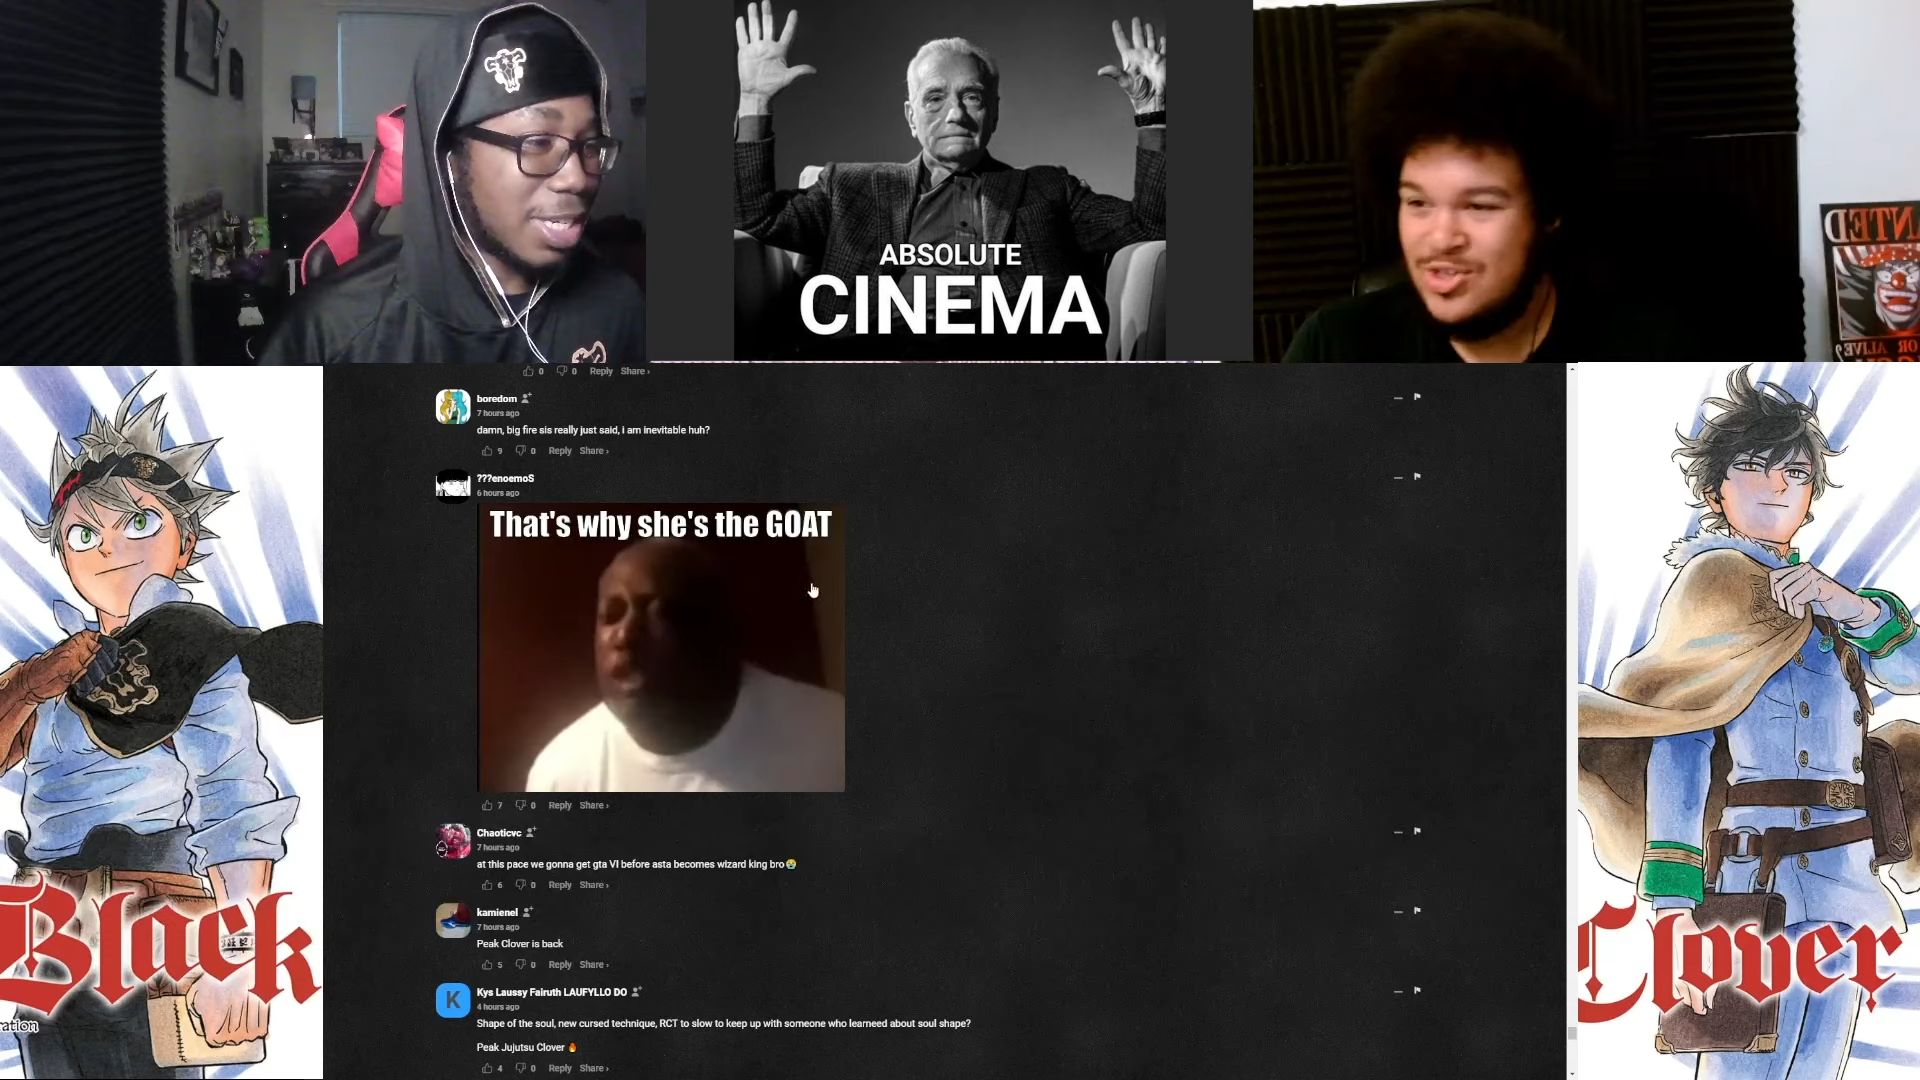 ABSOLUTE
CINEMA
0 0 Reply Share ›
boredom
7 hours ago
damn, big fire sis really just said, i am inevitable huh?
9 0 Reply Share ›
???enoemoS
6 hours ago
That's why she's the GOAT
7 0 Reply Share ›
Chaoticvc
7 hours ago
at this pace we gonna get gta VI before asta becomes wizard king bro😭
6 0 Reply Share ›
kamienel
7 hours ago
Peak Clover is back
5 0 Reply Share ›
K
Kys Laussy Fairuth LAUFYLLO DO
4 hours ago
Shape of the soul, new cursed technique, RCT to slow to keep up with someone who learneed about soul shape?
Peak Jujutsu Clover 🔥
4 0 Reply Share ›
Black
Clover
ration